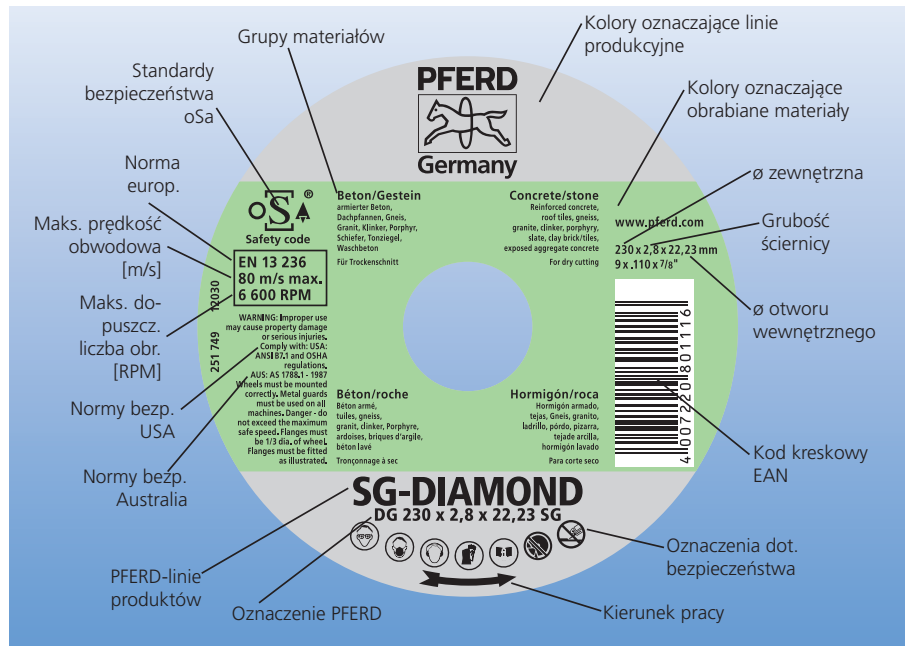 Grupy materiałów
Kolory oznaczające linie
produkcyjne
Standardy
bezpieczeństwa
oSa
Kolory oznaczające
obrabiane materiały
Norma
europ.
Maks. prędkość
obwodowa
[m/s]
Maks. do-
puszcz.
liczba obr.
[RPM]
Normy bezp.
USA
Normy bezp.
Australia
PFERD-linie
produktów
Oznaczenie PFERD
ø zewnętrzna
Grubość
ściernicy
ø otworu
wewnętrznego
Kod kreskowy
EAN
Oznaczenia dot.
bezpieczeństwa
Kierunek pracy
PFERD
Germany
oSa®
Safety code
EN 13 236
80 m/s max.
6 600 RPM
251 749 12030
WARNING: Improper use
may cause property damage
or serious injuries.
Comply with: USA:
ANSI B7.1 and OSHA
regulations.
AUS: AS 1788.1 - 1987
Wheels must be mounted
correctly. Metal guards
must be used on all
machines. Danger - do
not exceed the maximum
safe speed. Flanges must
be 1/3 dia. of wheel.
Flanges must be fitted
as illustrated.
Beton/Gestein
armierter Beton,
Dachpfannen, Gneis,
Granit, Klinker, Porphyr,
Schiefer, Tonziegel,
Waschbeton
Für Trockenschnitt
Concrete/stone
Reinforced concrete,
roof tiles, gneiss,
granite, clinker, porphyry,
slate, clay brick/tiles,
exposed aggregate concrete
For dry cutting
www.pferd.com
230 x 2,8 x 22,23 mm
9 x .110 x 7/8"
4007220801116
Béton/roche
Béton armé,
tuiles, gneiss,
granit, clinker, Porphyre,
ardoises, briques d'argile,
béton lavé
Tronçonnage à sec
Hormigón/roca
Hormigón armado,
tejas, Gneis, granito,
ladrillo, pórdo, pizarra,
tejade arcilla,
hormigón lavado
Para corte seco
SG-DIAMOND
DG 230 x 2,8 x 22,23 SG